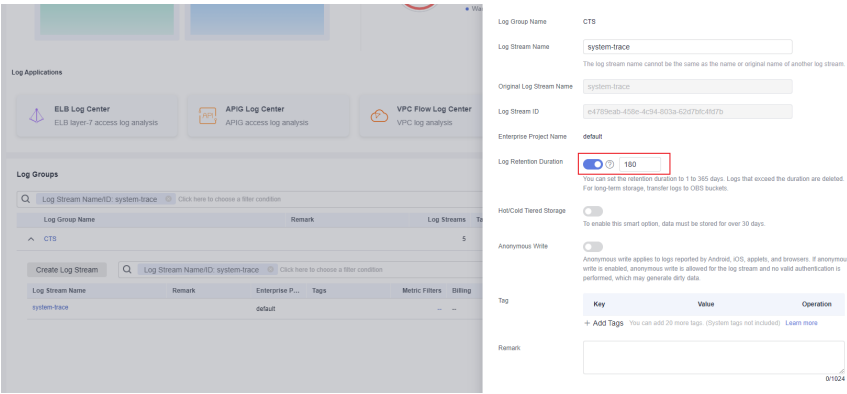 Wa
Log Applications
ELB Log Center
ELB layer-7 access log analysis
API
APIG Log Center
APIG access log analysis
VPC Flow Log Center
VPC log analysis
Log Groups
Log Stream Name/ID: system-trace Click here to choose a filter condition
Log Group Name Remark Log Streams Ta
CTS 5
Create Log Stream Log Stream Name/ID: system-trace Click here to choose a filter condition
Log Stream Name Remark Enterprise P... Tags Metric Filters Billing
system-trace default -- --
Log Group Name CTS
Log Stream Name system-trace
The log stream name cannot be the same as the name or original name of another log stream.
Original Log Stream Name system-trace
Log Stream ID e4789eab-458e-4c94-803a-62d7bfc4fd7b
Enterprise Project Name default
Log Retention Duration 180
You can set the retention duration to 1 to 365 days. Logs that exceed the duration are deleted.
For long-term storage, transfer logs to OBS buckets.
Hot/Cold Tiered Storage
To enable this smart option, data must be stored for over 30 days.
Anonymous Write
Anonymous write applies to logs reported by Android, IOS, applets, and browsers. If anonymou
write is enabled, anonymous write is allowed for the log stream and no valid authentication is
performed, which may generate dirty data.
Tag
Key Value Operation
+ Add Tags You can add 20 more tags. (System tags not included) Learn more
Remark
0/1024